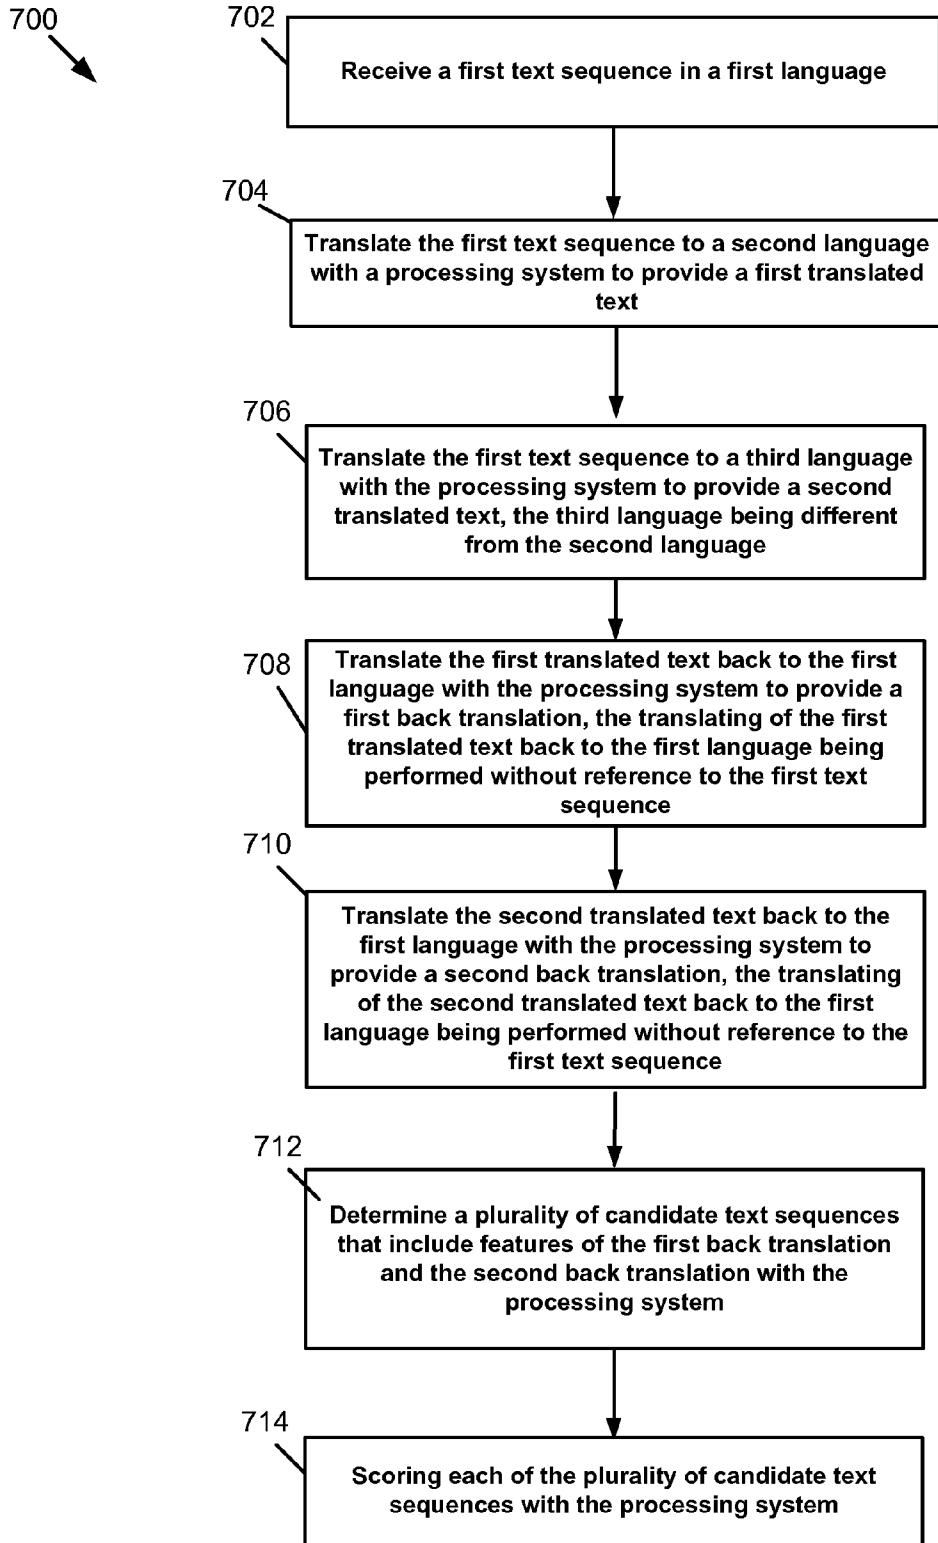 700
702
Receive a first text sequence in a first language
704
Translate the first text sequence to a second language
with a processing system to provide a first translated
text
706
Translate the first text sequence to a third language
with the processing system to provide a second
translated text, the third language being different
from the second language
708
Translate the first translated text back to the first
language with the processing system to provide a
first back translation, the translating of the first
translated text back to the first language being
performed without reference to the first text
sequence
710
Translate the second translated text back to the
first language with the processing system to
provide a second back translation, the translating
of the second translated text back to the first
language being performed without reference to the
first text sequence
712
Determine a plurality of candidate text sequences
that include features of the first back translation
and the second back translation with the
processing system
714
Scoring each of the plurality of candidate text
sequences with the processing system